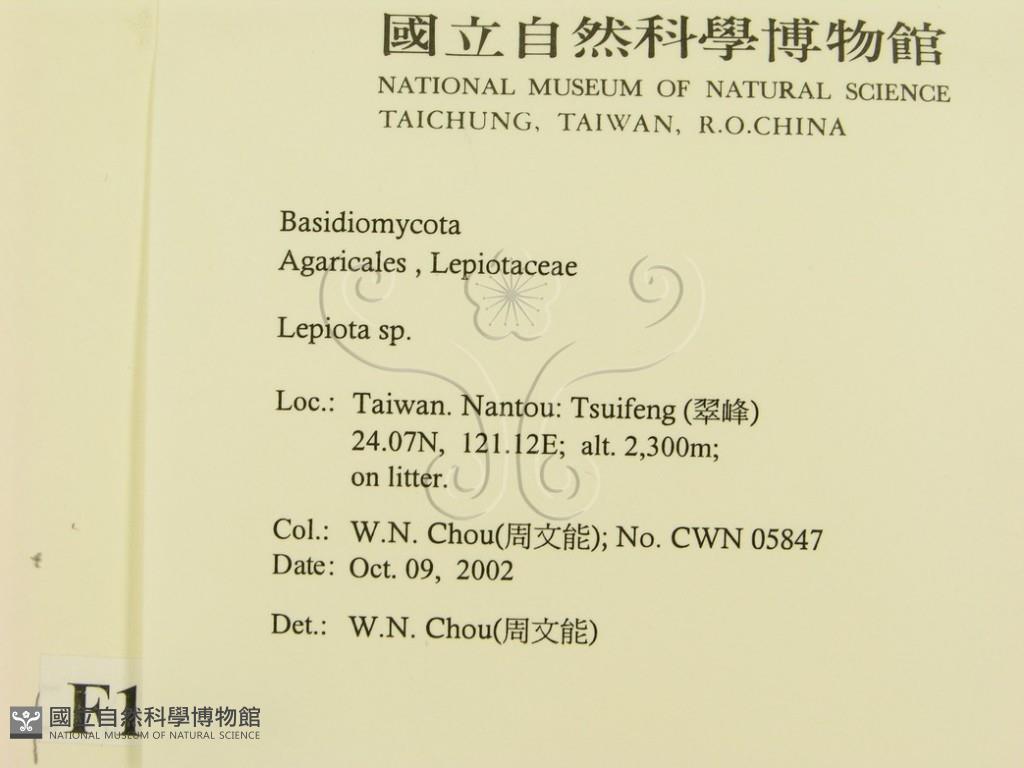 國立自然科學博物館
NATIONAL MUSEUM OF NATURAL SCIENCE
TAICHUNG, TAIWAN, R.O.CHINA
Basidiomycota
Agaricales , Lepiotaceae
Lepiota sp.
Loc.: Taiwan. Nantou: Tsuifeng (翠峰)
24.07N, 121.12E; alt. 2,300m;
on litter.
Col.: W.N. Chou(周文能); No. CWN 05847
Date: Oct. 09, 2002
Det.: W.N. Chou(周文能)
F1
國立自然科學博物館
NATIONAL MUSEUM OF NATURAL SCIENCE